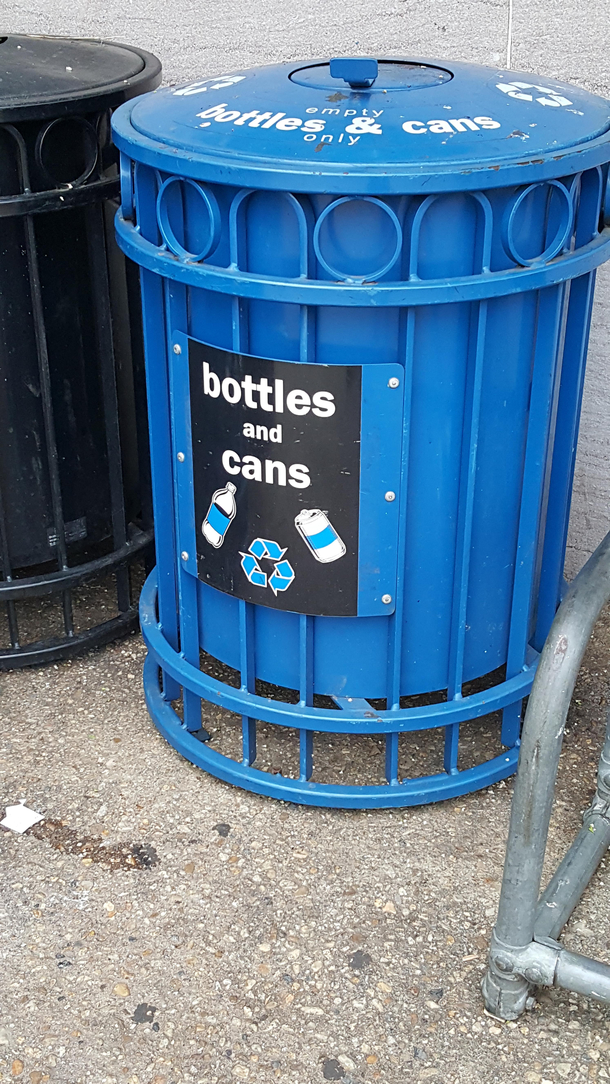 empty
bottles & cans
only
bottles
and
cans